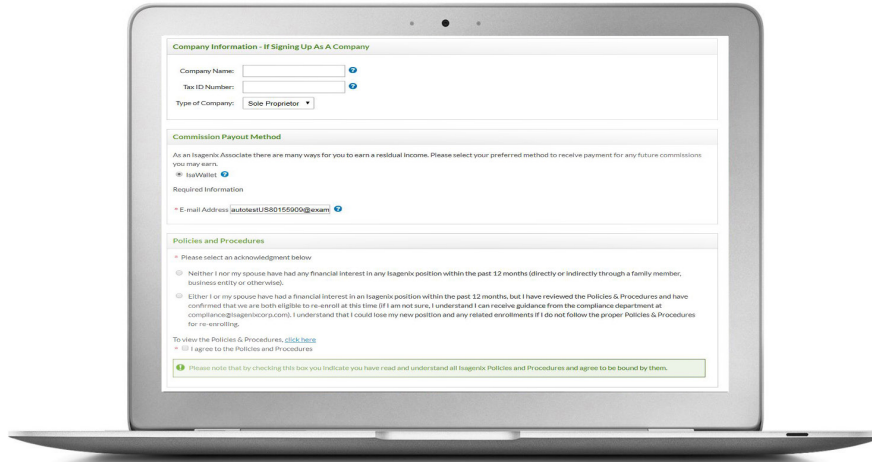 Company Information - If Signing Up As A Company
Company Name:
Tax ID Number:
Type of Company: Sole Proprietor
Commission Payout Method
As an Isagenix Associate there are many ways for you to earn a residual income. Please select your preferred method to receive payment for any future commissions
you may earn.
IsaWallet
Required Information
* E-mail Address autotestUS80155909@exam
Policies and Procedures
* Please select an acknowledgment below
Neither I nor my spouse have had any financial interest in any Isagenix position within the past 12 months (directly or indirectly through a family member,
business entity or otherwise).
Either I or my spouse have had a financial interest in an Isagenix position within the past 12 months, but I have reviewed the Policies & Procedures and have
confirmed that we are both eligible to re-enroll at this time (if I am not sure, I understand I can receive guidance from the compliance department at
compliance@isagenixcorp.com). I understand that I could lose my new position and any related enrollments if I do not follow the proper Policies & Procedures
for re-enrolling.
To view the Policies & Procedures, click here
* I agree to the Policies and Procedures
Please note that by checking this box you indicate you have read and understand all Isagenix Policies and Procedures and agree to be bound by them.